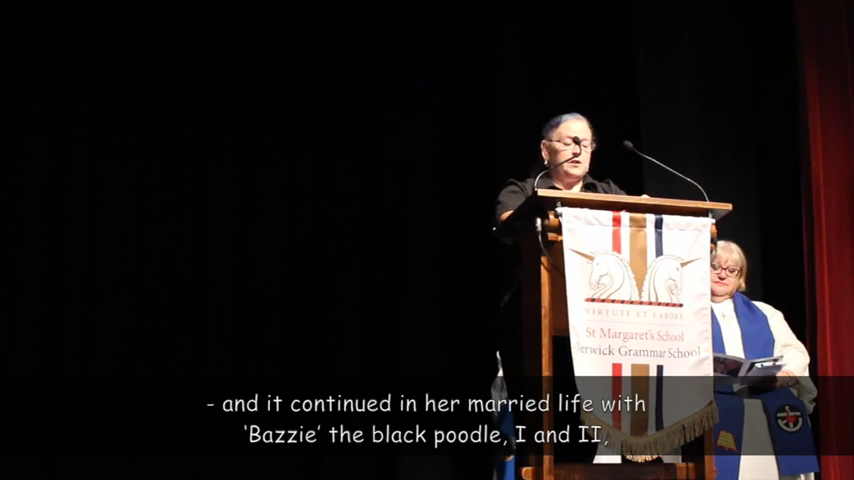 VIRTUTE ET LABORE
St Margaret's School
Berwick Grammar School
- and it continued in her married life with
'Bazzie' the black poodle, I and II,